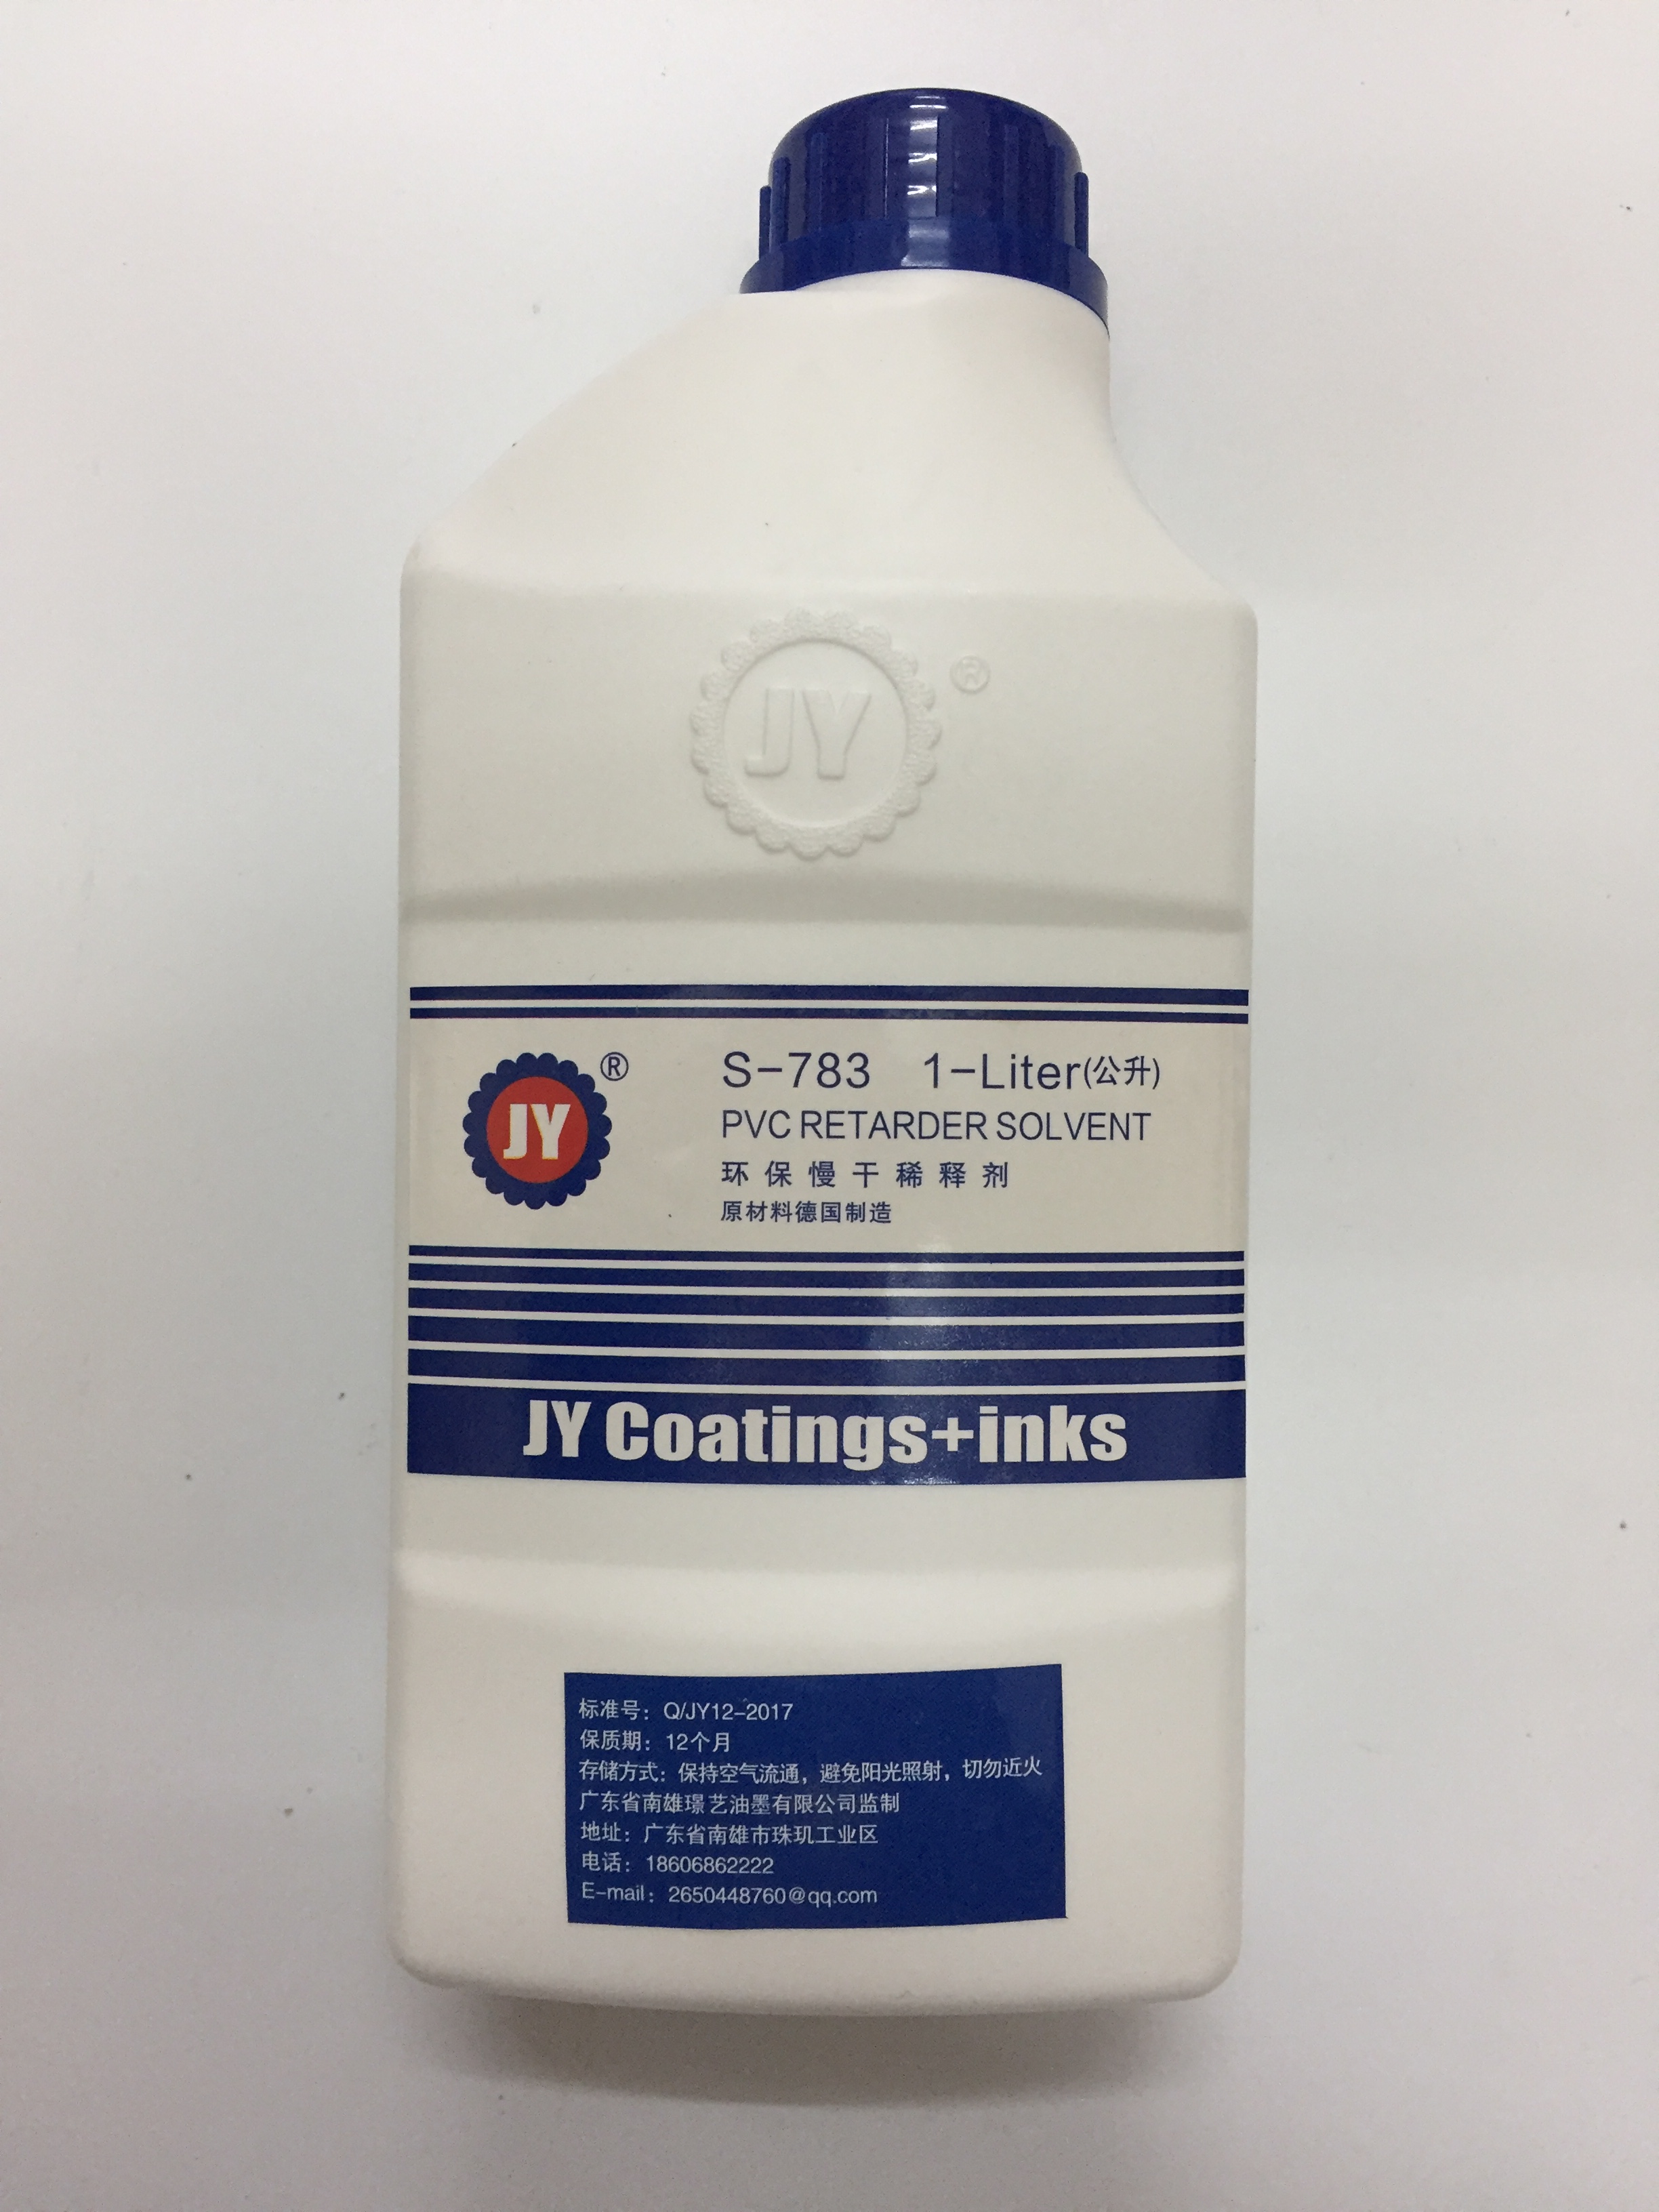 JY ®
JY ®
S-783 1-Liter(公升)
PVC RETARDER SOLVENT
环保慢干稀释剂
原材料德国制造
JY Coatings+inks
标准号：Q/JY12-2017
保质期：12个月
存储方式：保持空气流通，避免阳光照射，切勿近火
广东省南雄璟艺油墨有限公司监制
地址：广东省南雄市珠玑工业区
电话：18606862222
E-mail：2650448760@qq.com